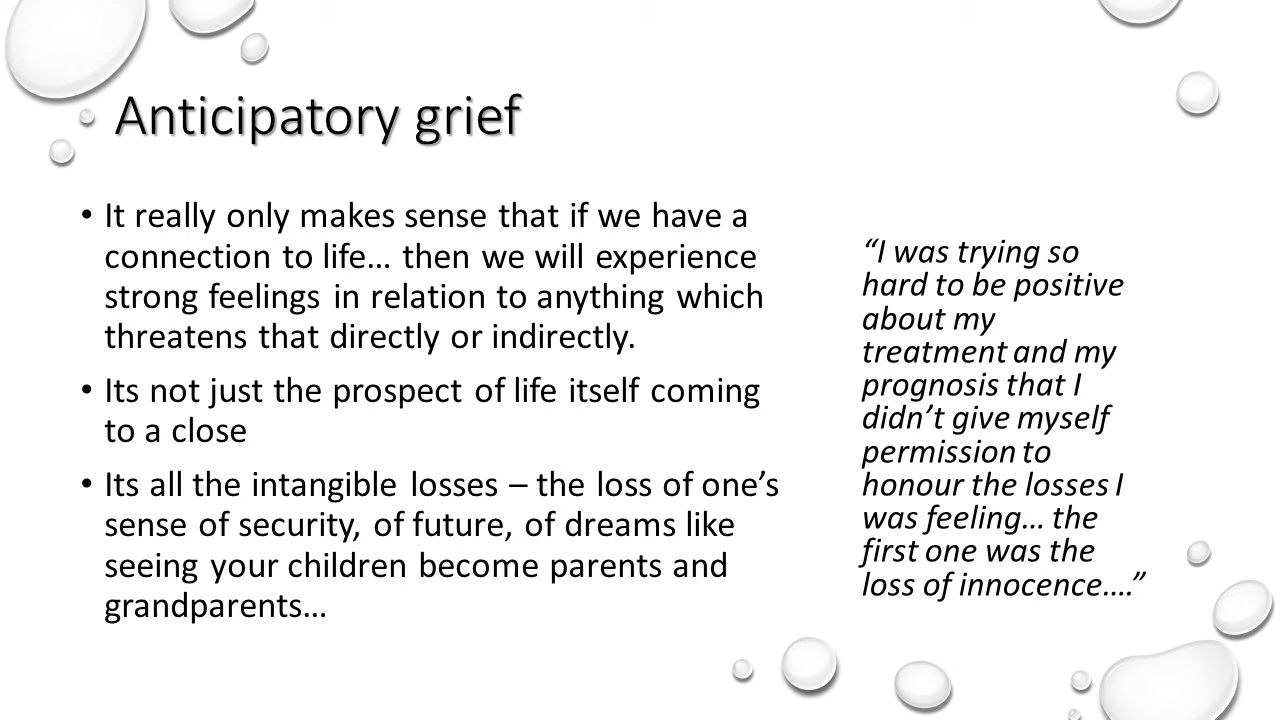 Anticipatory grief
• It really only makes sense that if we have a
connection to life… then we will experience
strong feelings in relation to anything which
threatens that directly or indirectly.
• Its not just the prospect of life itself coming
to a close
• Its all the intangible losses – the loss of one’s
sense of security, of future, of dreams like
seeing your children become parents and
grandparents…
“I was trying so
hard to be positive
about my
treatment and my
prognosis that I
didn’t give myself
permission to
honour the losses I
was feeling… the
first one was the
loss of innocence….”